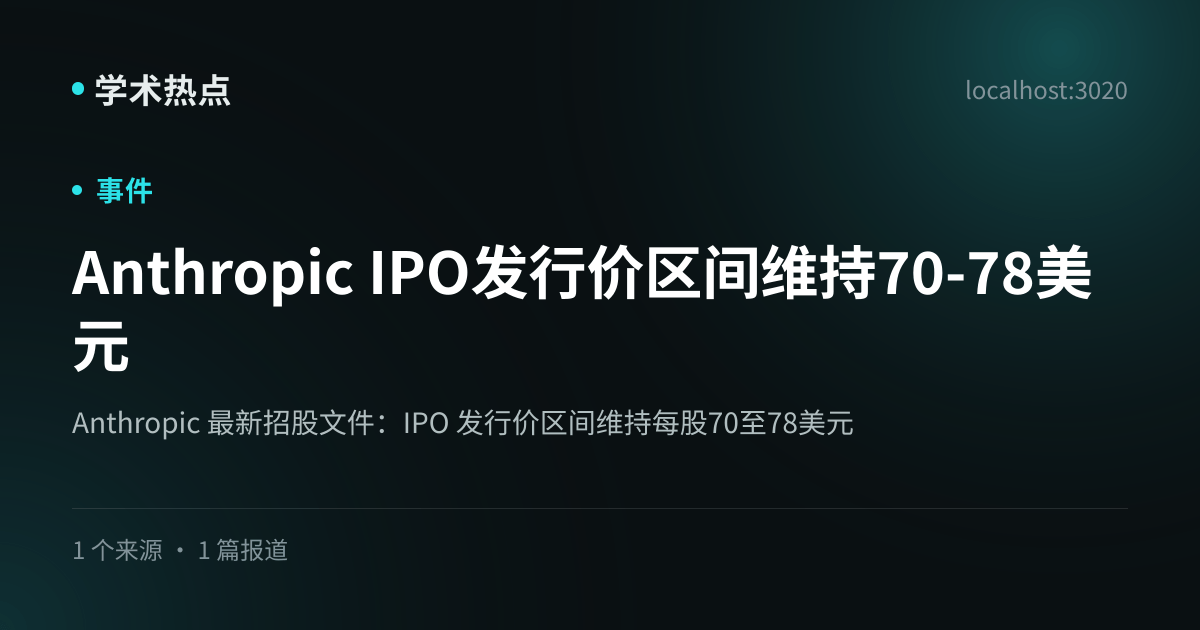 学术热点
localhost:3020
事件
Anthropic IPO发行价区间维持70-78美
元
Anthropic 最新招股文件：IPO 发行价区间维持每股70至78美元
1 个来源 · 1 篇报道